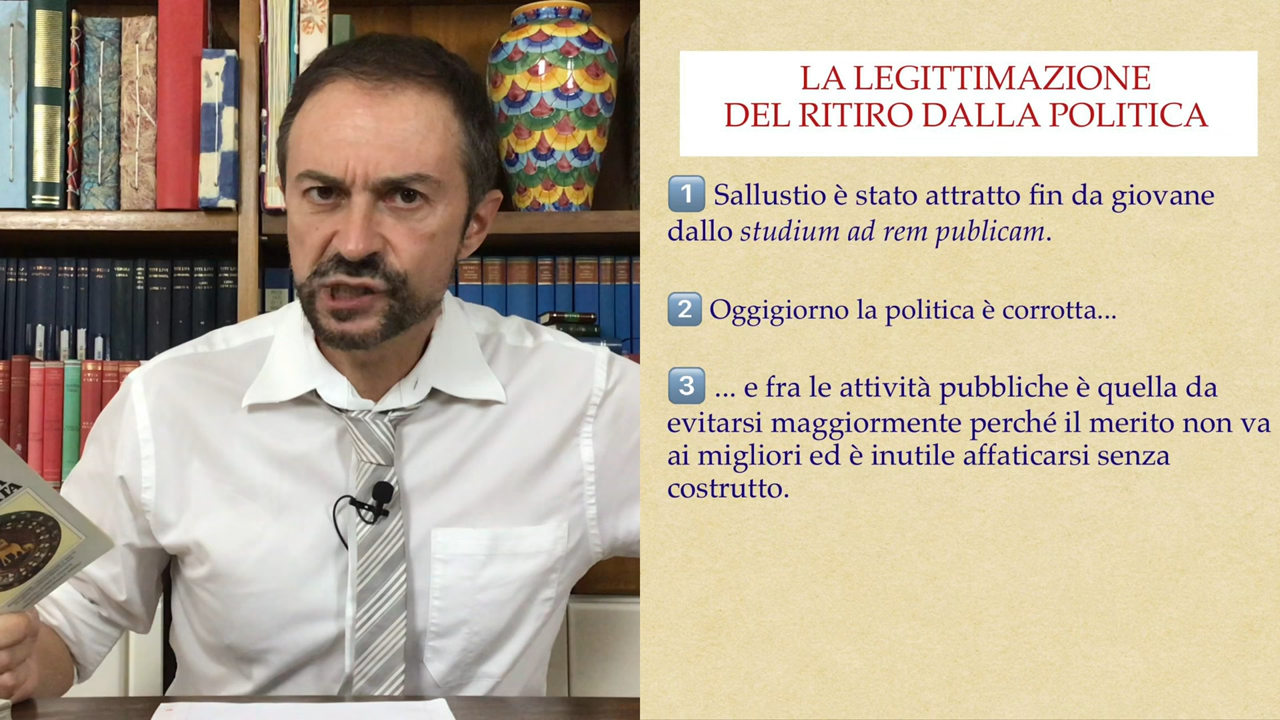 LA LEGITTIMAZIONE
DEL RITIRO DALLA POLITICA
1 Sallustio è stato attratto fin da giovane
dallo studium ad rem publicam.
2 Oggigiorno la politica è corrotta...
3 ... e fra le attività pubbliche è quella da
evitarsi maggiormente perché il merito non va
ai migliori ed è inutile affaticarsi senza
costrutto.